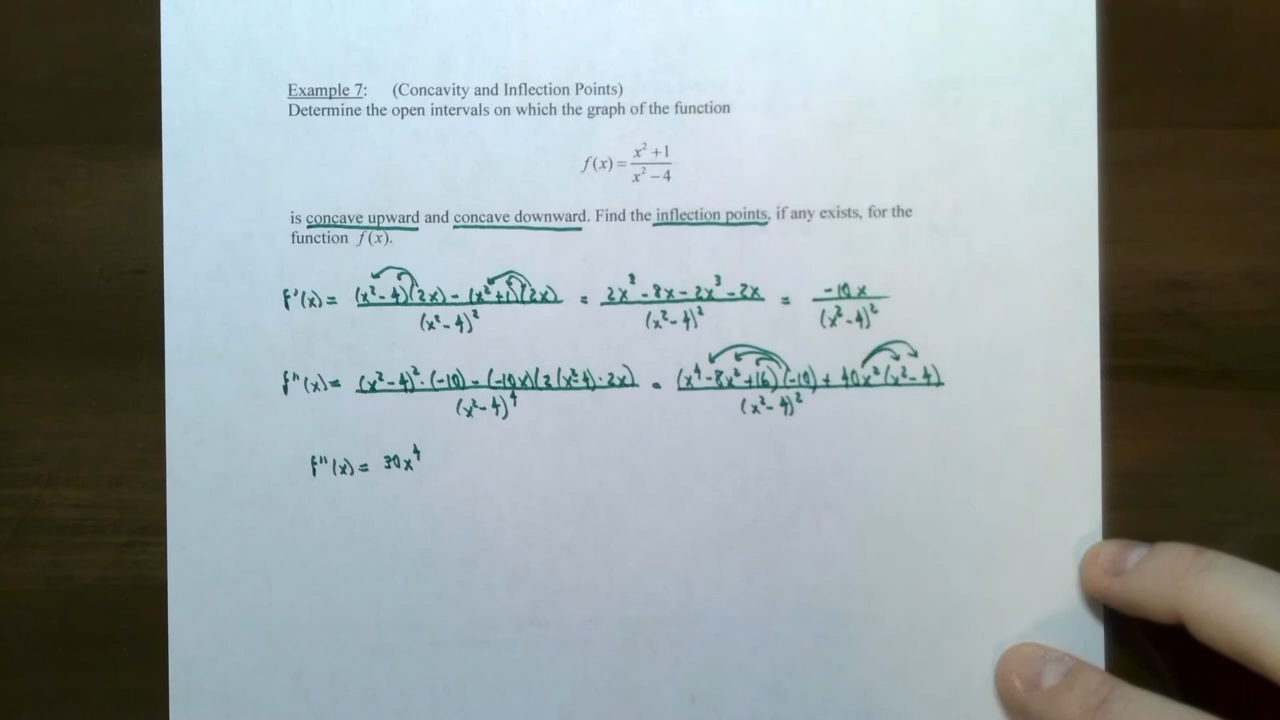 Example 7: (Concavity and Inflection Points)
Determine the open intervals on which the graph of the function
f(x) = (x² + 1)/(x² − 4)
is concave upward and concave downward. Find the inflection points, if any exists, for the
function f(x).
f'(x) = ((x²−4)(2x) − (x²+1)(2x))/(x²−4)² = (2x³ − 8x − 2x³ − 2x)/(x²−4)² = −10x/(x²−4)²
f''(x) = ((x²−4)²·(−10) − (−10x)(2(x²−4)·2x))/(x²−4)⁴ = ((x⁴−8x²+16)(−10) + 40x²(x²−4))/(x²−4)²
f''(x) = 30x⁴